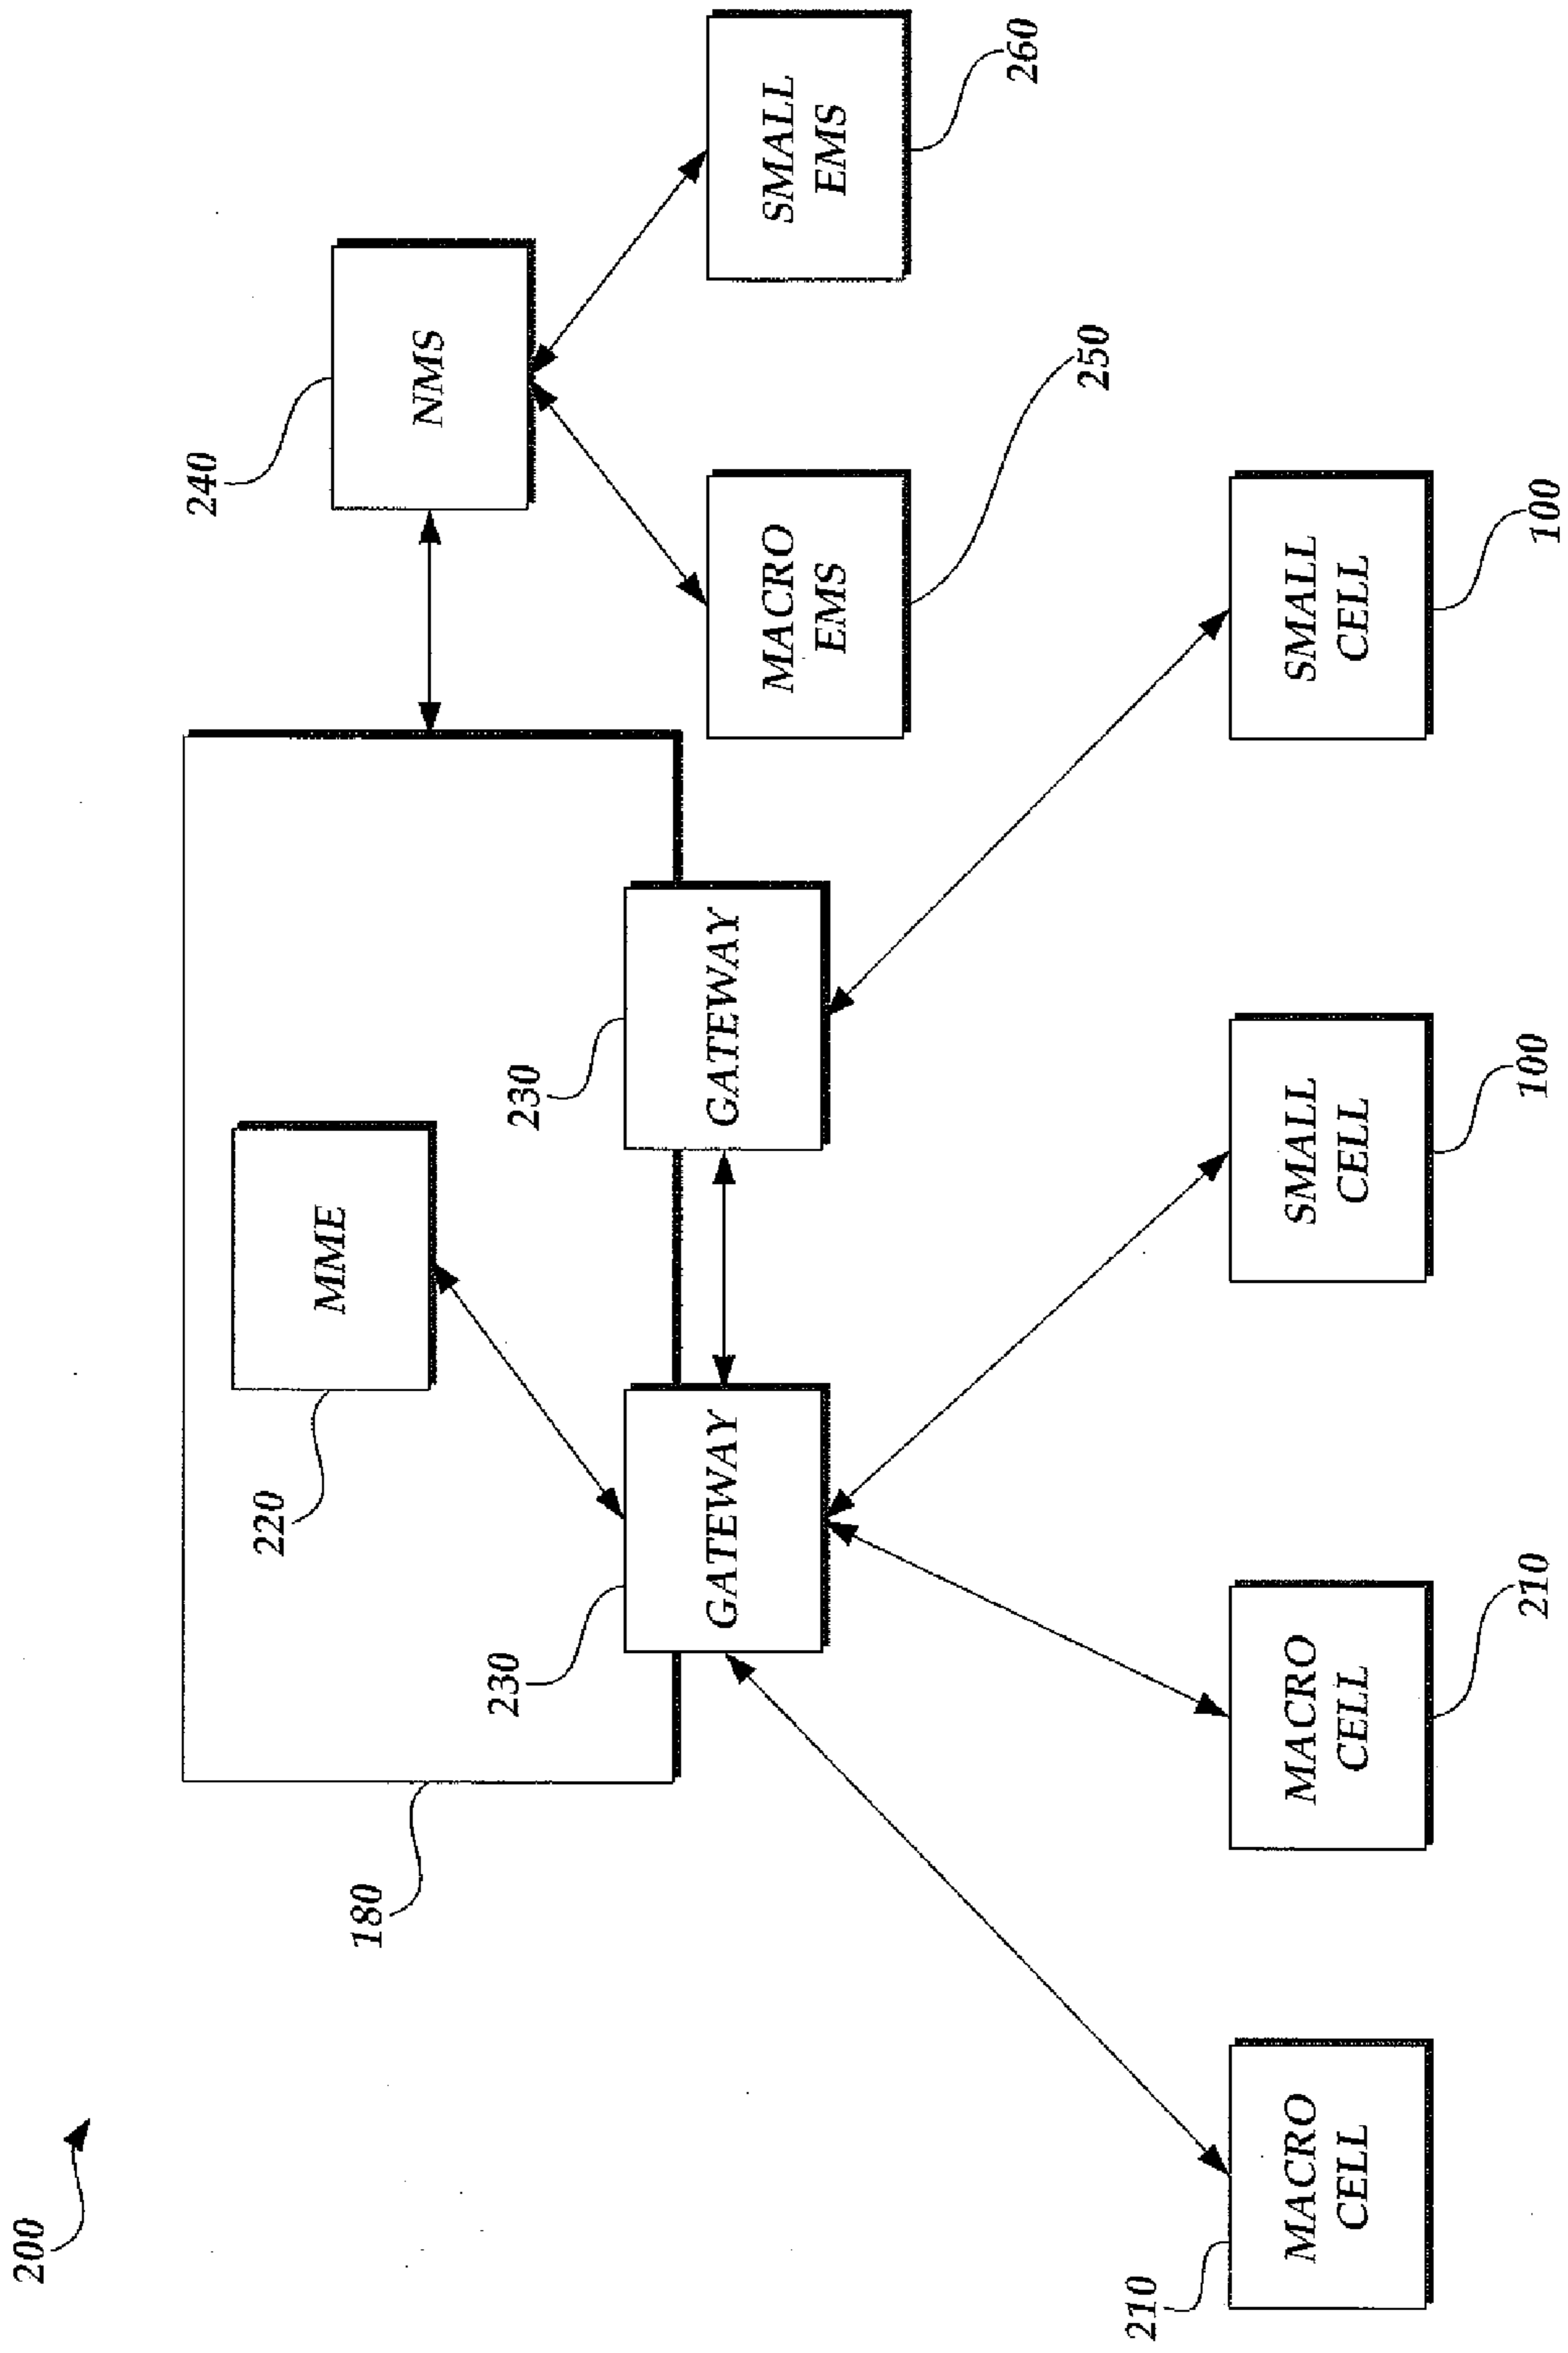 200
180
220
MME
230
GATEWAY
230
GATEWAY
240
NMS
MACRO
EMS
250
SMALL
EMS
260
210
MACRO
CELL
MACRO
CELL
210
SMALL
CELL
100
SMALL
CELL
100